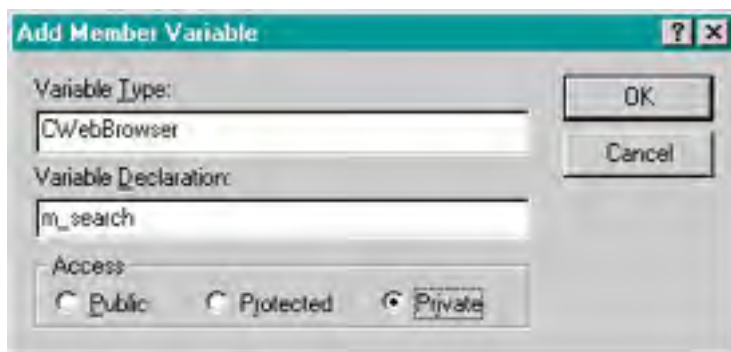 Add Member Variable
? ×
Variable Type:
OK
CWebBrowser
Cancel
Variable Declaration:
m_search
Access
Public Protected Private